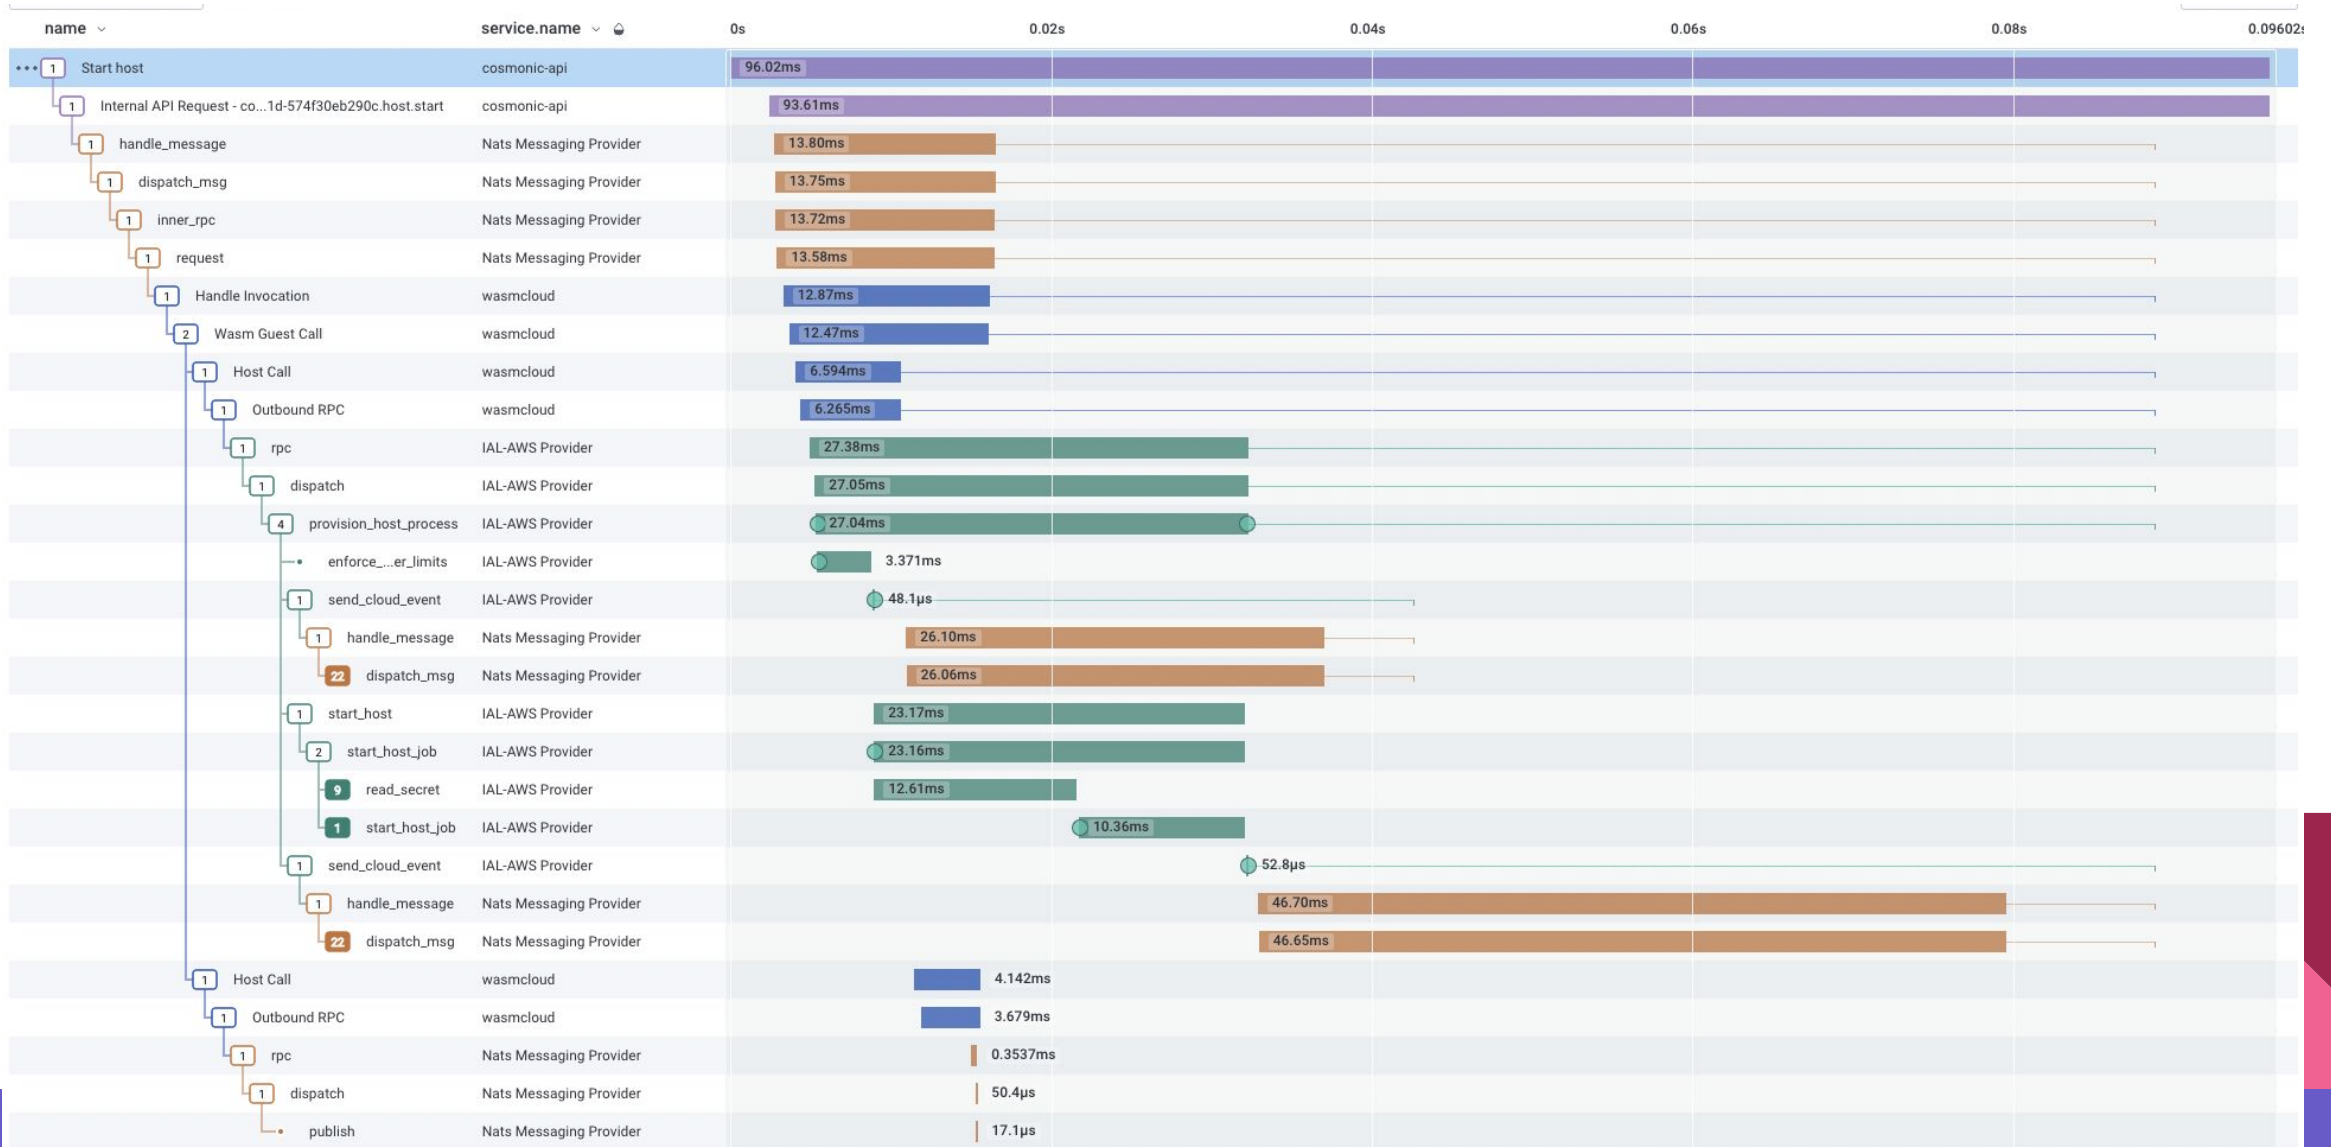 name service.name 0s 0.02s 0.04s 0.06s 0.08s 0.09602s
1 Start host cosmonic-api 96.02ms
1 Internal API Request - co...1d-574f30eb290c.host.start cosmonic-api 93.61ms
1 handle_message Nats Messaging Provider 13.80ms
1 dispatch_msg Nats Messaging Provider 13.75ms
1 inner_rpc Nats Messaging Provider 13.72ms
1 request Nats Messaging Provider 13.58ms
1 Handle Invocation wasmcloud 12.87ms
2 Wasm Guest Call wasmcloud 12.47ms
1 Host Call wasmcloud 6.594ms
1 Outbound RPC wasmcloud 6.265ms
1 rpc IAL-AWS Provider 27.38ms
1 dispatch IAL-AWS Provider 27.05ms
4 provision_host_process IAL-AWS Provider 27.04ms
enforce_...er_limits IAL-AWS Provider 3.371ms
1 send_cloud_event IAL-AWS Provider 48.1µs
1 handle_message Nats Messaging Provider 26.10ms
22 dispatch_msg Nats Messaging Provider 26.06ms
1 start_host IAL-AWS Provider 23.17ms
2 start_host_job IAL-AWS Provider 23.16ms
9 read_secret IAL-AWS Provider 12.61ms
1 start_host_job IAL-AWS Provider 10.36ms
1 send_cloud_event IAL-AWS Provider 52.8µs
1 handle_message Nats Messaging Provider 46.70ms
22 dispatch_msg Nats Messaging Provider 46.65ms
1 Host Call wasmcloud 4.142ms
1 Outbound RPC wasmcloud 3.679ms
1 rpc Nats Messaging Provider 0.3537ms
1 dispatch Nats Messaging Provider 50.4µs
publish Nats Messaging Provider 17.1µs